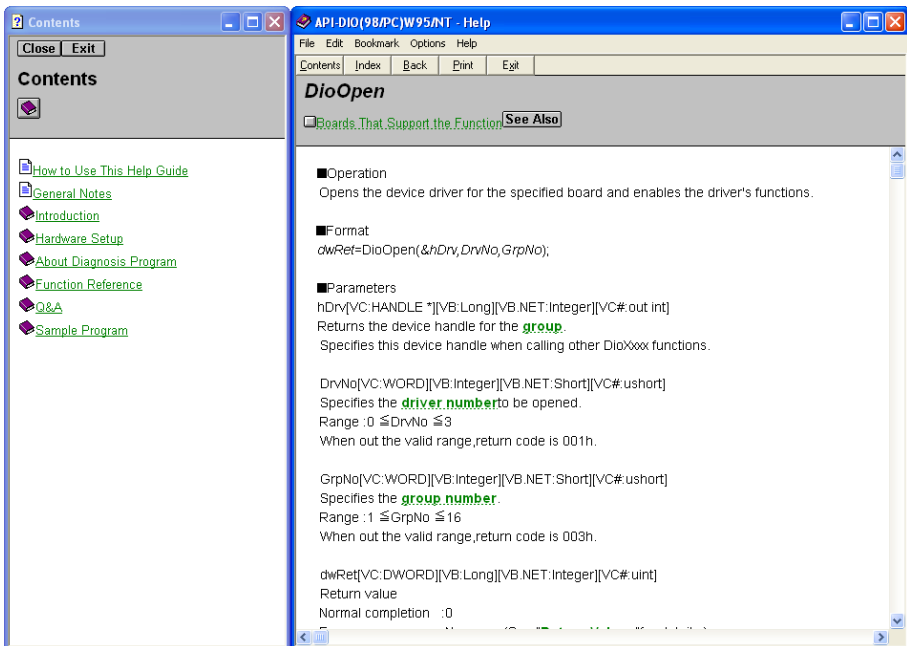 Contents
Close Exit
Contents
How to Use This Help Guide
General Notes
Introduction
Hardware Setup
About Diagnosis Program
Function Reference
Q&A
Sample Program
API-DIO(98/PC)W95/NT - Help
File Edit Bookmark Options Help
Contents Index Back Print Exit
DioOpen
Boards That Support the Function See Also
■Operation
Opens the device driver for the specified board and enables the driver's functions.
■Format
dwRet=DioOpen(&hDrv,DrvNo,GrpNo);
■Parameters
hDrv[VC:HANDLE *][VB:Long][VB.NET:Integer][VC#:out int]
Returns the device handle for the group.
Specifies this device handle when calling other DioXxxx functions.
DrvNo[VC:WORD][VB:Integer][VB.NET:Short][VC#:ushort]
Specifies the driver numberto be opened.
Range :0 ≦DrvNo ≦3
When out the valid range,return code is 001h.
GrpNo[VC:WORD][VB:Integer][VB.NET:Short][VC#:ushort]
Specifies the group number.
Range :1 ≦GrpNo ≦16
When out the valid range,return code is 003h.
dwRet[VC:DWORD][VB:Long][VB.NET:Integer][VC#:uint]
Return value
Normal completion :0